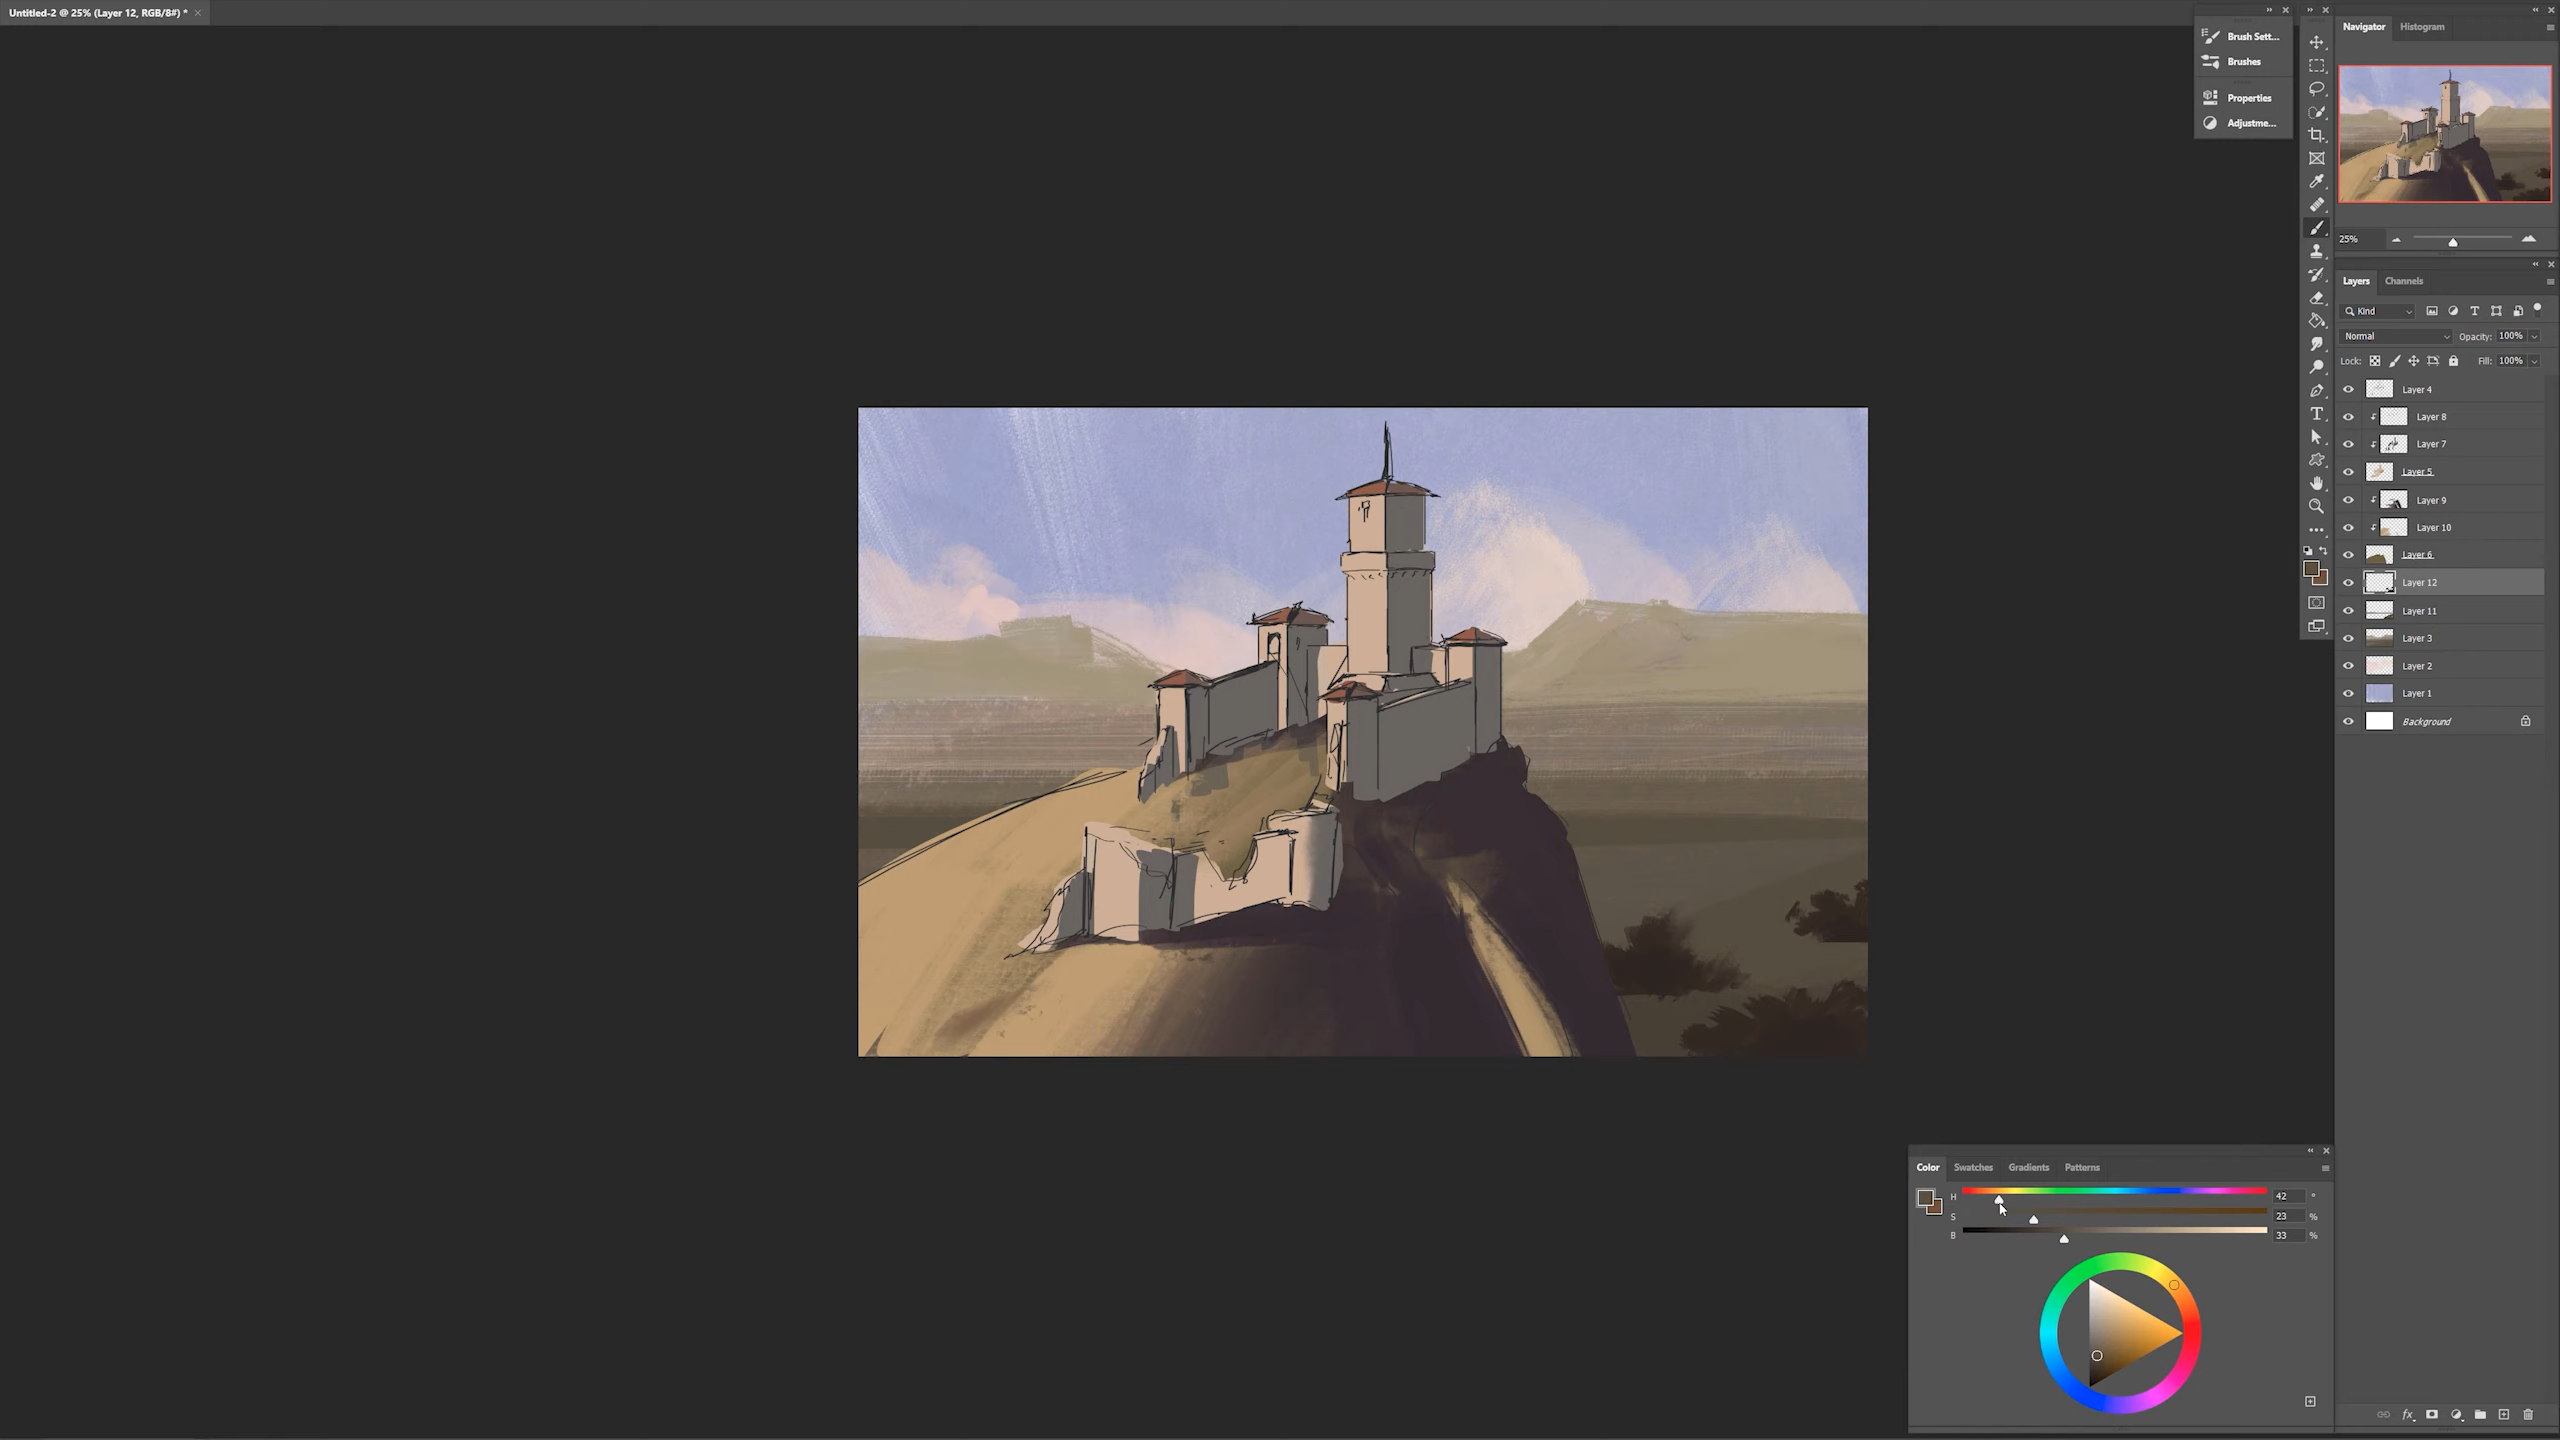 Untitled-2 @ 25% (Layer 12, RGB/8#) *
Brush Sett...
Brushes
Properties
Adjustme...
Navigator
Histogram
25%
Layers
Channels
Kind
Normal
Opacity: 100%
Lock:
Fill: 100%
Layer 4
Layer 8
Layer 7
Layer 5
Layer 9
Layer 10
Layer 6
Layer 12
Layer 11
Layer 3
Layer 2
Layer 1
Background
Color
Swatches
Gradients
Patterns
H 42 °
S 23 %
B 33 %
fx